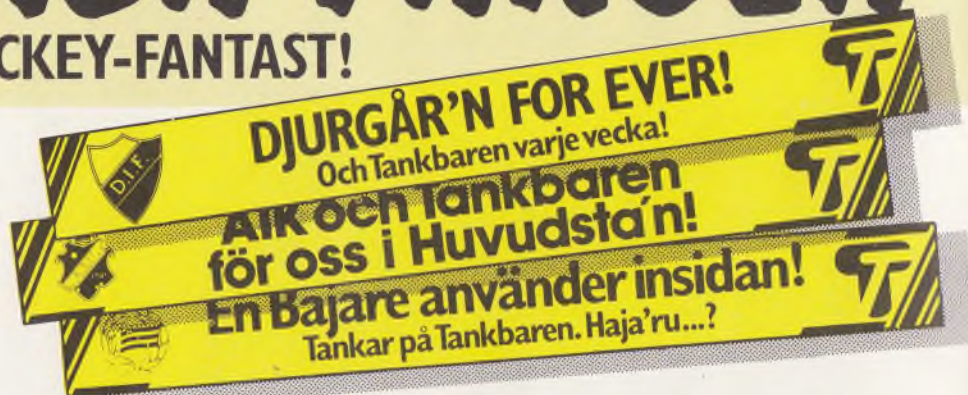 CKEY-FANTAST!
DJURGÅR'N FOR EVER!
Och Tankbaren varje vecka!
D.I.F.
AIK och Tankbaren
för oss i Huvudsta'n!
En Bajare använder insidan!
Tankar på Tankbaren. Haja'ru...?